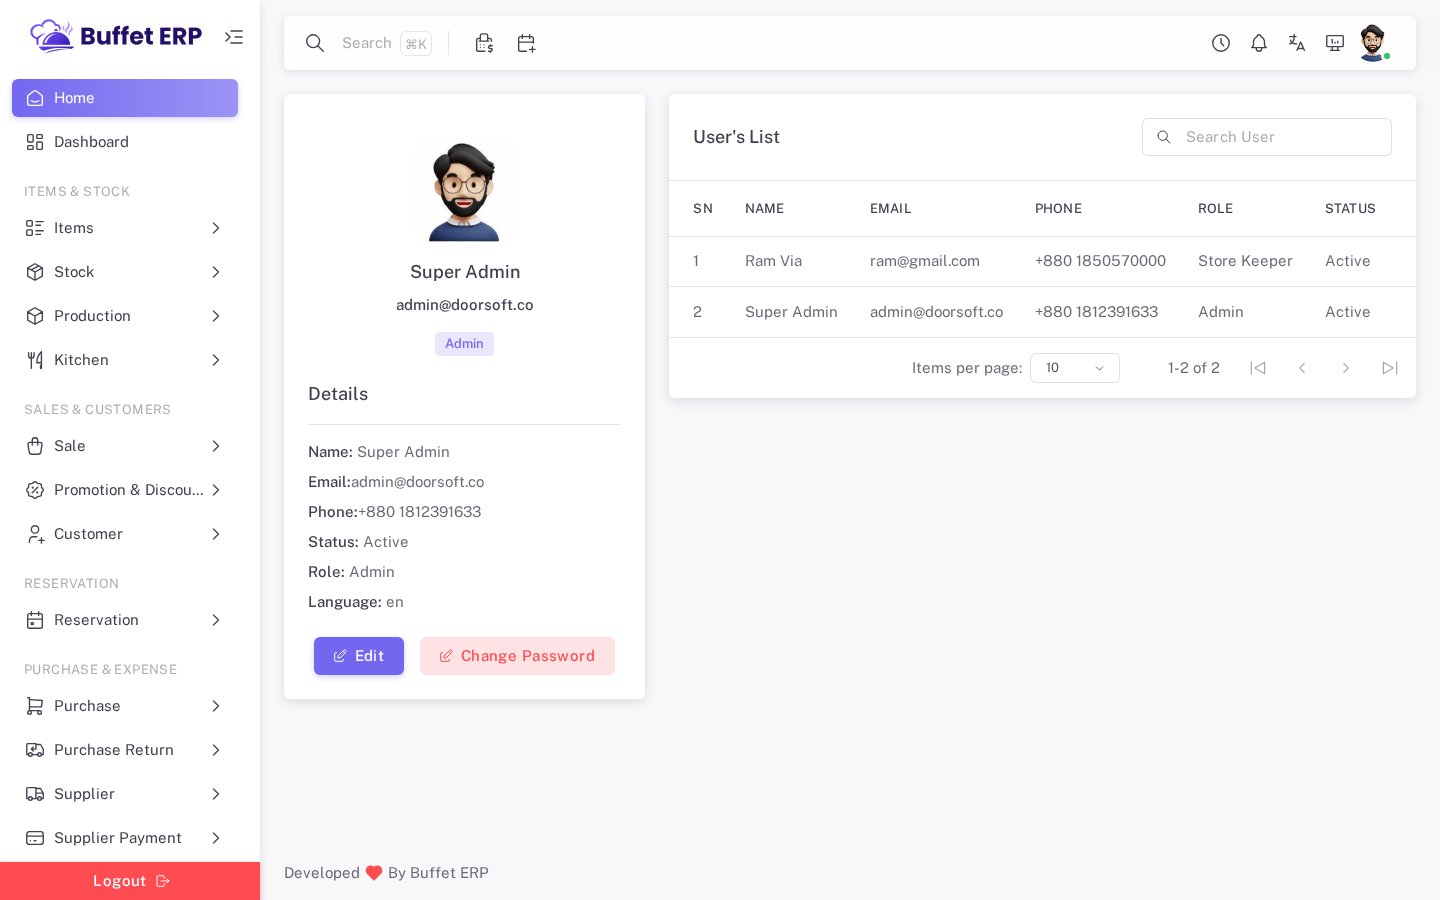 Buffet ERP
Home
Dashboard
ITEMS & STOCK
Items
Stock
Production
Kitchen
SALES & CUSTOMERS
Sale
Promotion & Discou...
Customer
RESERVATION
Reservation
PURCHASE & EXPENSE
Purchase
Purchase Return
Supplier
Supplier Payment
Logout
Search ⌘K
Super Admin
admin@doorsoft.co
Admin
Details
Name: Super Admin
Email:admin@doorsoft.co
Phone:+880 1812391633
Status: Active
Role: Admin
Language: en
Edit Change Password
User's List Search User
SN NAME EMAIL PHONE ROLE STATUS
1 Ram Via ram@gmail.com +880 1850570000 Store Keeper Active
2 Super Admin admin@doorsoft.co +880 1812391633 Admin Active
Items per page: 10 1-2 of 2
Developed By Buffet ERP